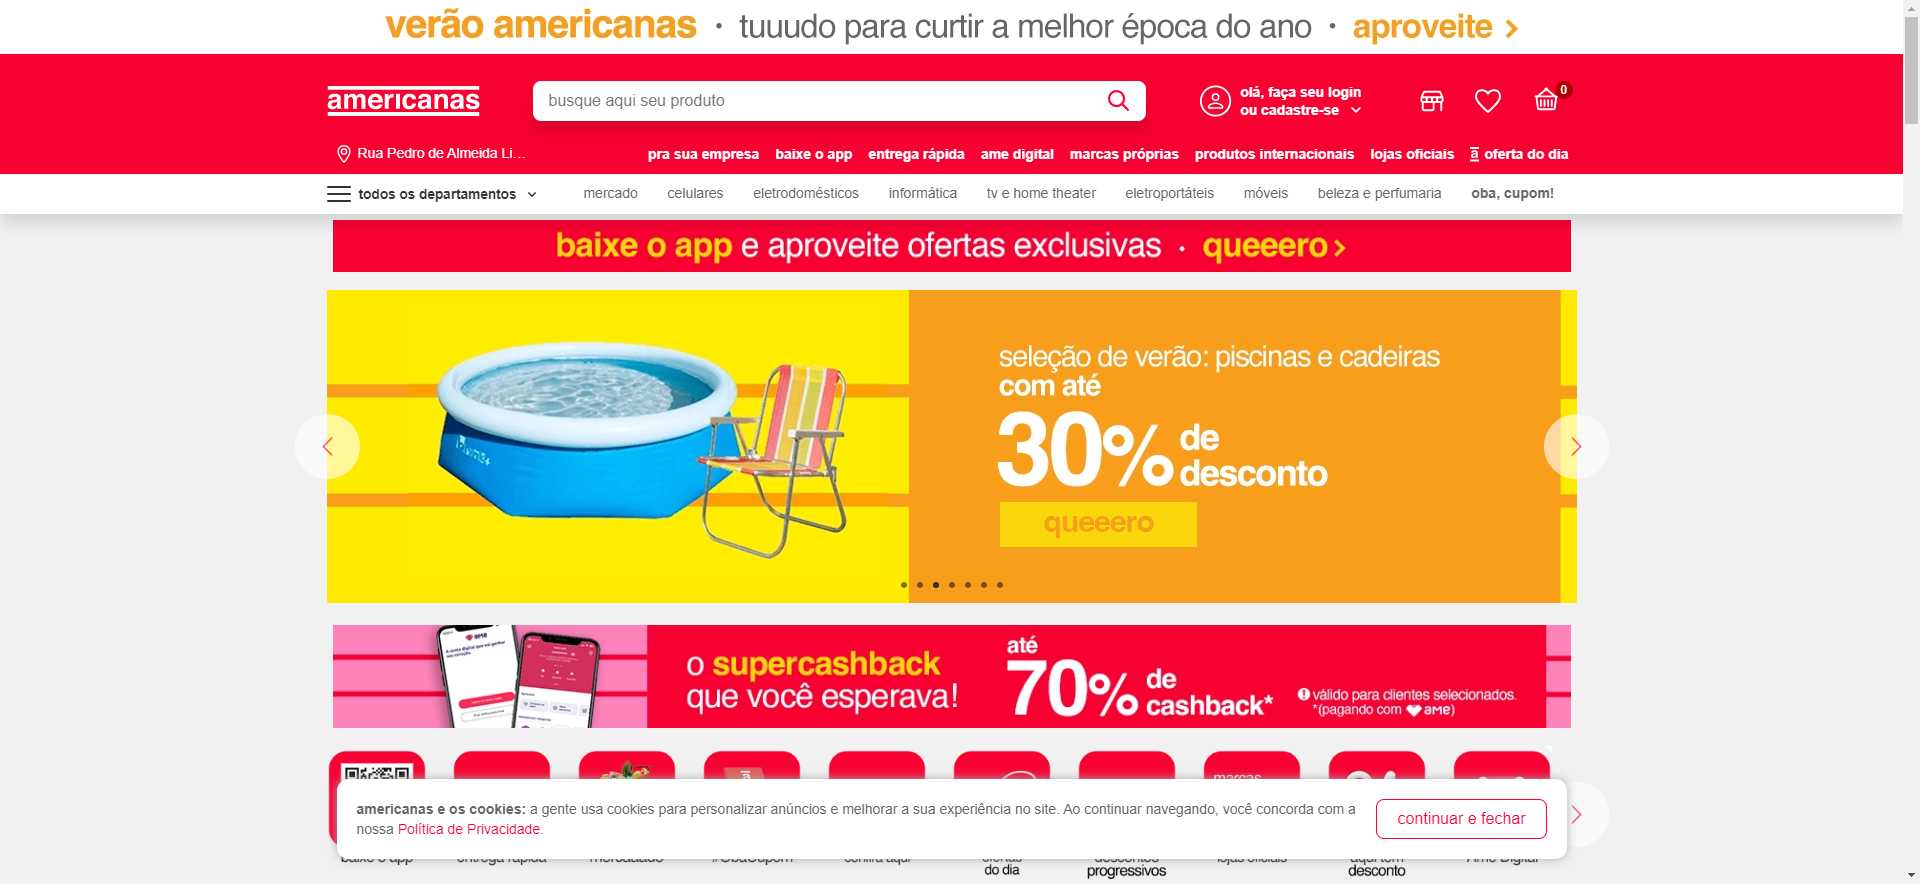 verão americanas • tuuudo para curtir a melhor época do ano • aproveite >
americanas
busque aqui seu produto
olá, faça seu login
ou cadastre-se
0
Rua Pedro de Almeida Li...
pra sua empresa baixe o app entrega rápida ame digital marcas próprias produtos internacionais lojas oficiais oferta do dia
todos os departamentos
mercado celulares eletrodomésticos informática tv e home theater eletroportáteis móveis beleza e perfumaria oba, cupom!
baixe o app e aproveite ofertas exclusivas • queeero >
seleção de verão: piscinas e cadeiras
com até
30% de
desconto
queeero
ame
o supercashback
que você esperava!
até
70% de
cashback*
válido para clientes selecionados.
*(pagando com ame)
marcas
americanas e os cookies: a gente usa cookies para personalizar anúncios e melhorar a sua experiência no site. Ao continuar navegando, você concorda com a
nossa Política de Privacidade.
continuar e fechar
baixe o app entrega rápida mercado #ObaCupom confira aqui ofertas
do dia
descontos
progressivos
lojas oficiais
aqui tem
desconto
Ame Digital